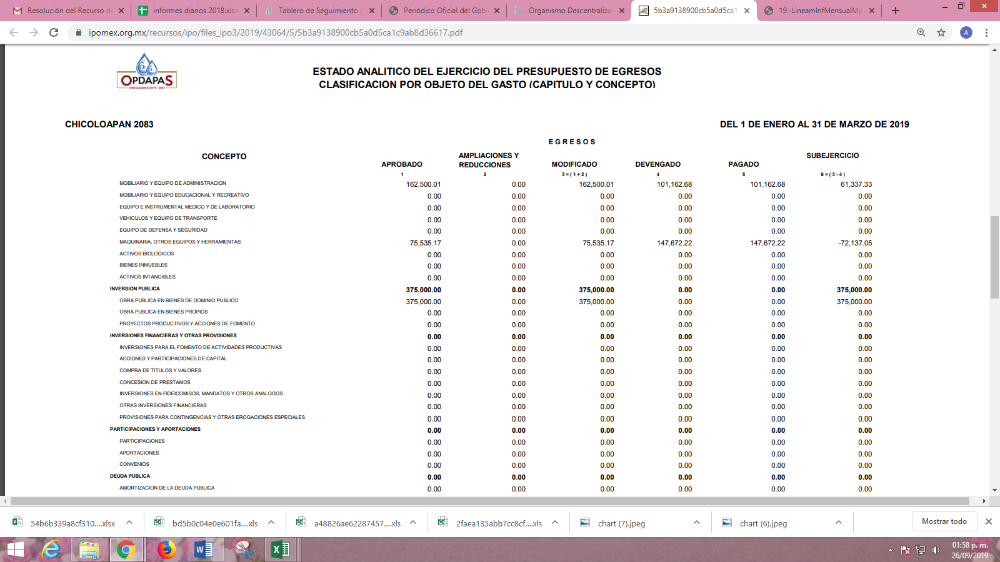 Resolución del Recurso de
informes diarios 2018.xlsx
Tablero de Seguimiento d
Periódico Oficial del Gobi
Organismo Descentraliza
5b3a9138900cb5a0d5ca1
19.-LineamInfMensualMp
ipomex.org.mx/recursos/ipo/files_ipo3/2019/43064/5/5b3a9138900cb5a0d5ca1c9ab8d36617.pdf
A
OPDAPAS
CHICOLOAPAN 2019 - 2021
ESTADO ANALITICO DEL EJERCICIO DEL PRESUPUESTO DE EGRESOS
CLASIFICACION POR OBJETO DEL GASTO (CAPITULO Y CONCEPTO)
CHICOLOAPAN 2083
DEL 1 DE ENERO AL 31 DE MARZO DE 2019
E G R E S O S
CONCEPTO APROBADO AMPLIACIONES Y REDUCCIONES MODIFICADO DEVENGADO PAGADO SUBEJERCICIO
1 2 3 = ( 1 + 2 ) 4 5 6 = ( 3 - 4 )
MOBILIARIO Y EQUIPO DE ADMINISTRACION 162,500.01 0.00 162,500.01 101,162.68 101,162.68 61,337.33
MOBILIARIO Y EQUIPO EDUCACIONAL Y RECREATIVO 0.00 0.00 0.00 0.00 0.00 0.00
EQUIPO E INSTRUMENTAL MEDICO Y DE LABORATORIO 0.00 0.00 0.00 0.00 0.00 0.00
VEHICULOS Y EQUIPO DE TRANSPORTE 0.00 0.00 0.00 0.00 0.00 0.00
EQUIPO DE DEFENSA Y SEGURIDAD 0.00 0.00 0.00 0.00 0.00 0.00
MAQUINARIA, OTROS EQUIPOS Y HERRAMIENTAS 75,535.17 0.00 75,535.17 147,672.22 147,672.22 -72,137.05
ACTIVOS BIOLOGICOS 0.00 0.00 0.00 0.00 0.00 0.00
BIENES INMUEBLES 0.00 0.00 0.00 0.00 0.00 0.00
ACTIVOS INTANGIBLES 0.00 0.00 0.00 0.00 0.00 0.00
INVERSION PUBLICA 375,000.00 0.00 375,000.00 0.00 0.00 375,000.00
OBRA PUBLICA EN BIENES DE DOMINIO PUBLICO 375,000.00 0.00 375,000.00 0.00 0.00 375,000.00
OBRA PUBLICA EN BIENES PROPIOS 0.00 0.00 0.00 0.00 0.00 0.00
PROYECTOS PRODUCTIVOS Y ACCIONES DE FOMENTO 0.00 0.00 0.00 0.00 0.00 0.00
INVERSIONES FINANCIERAS Y OTRAS PROVISIONES 0.00 0.00 0.00 0.00 0.00 0.00
INVERSIONES PARA EL FOMENTO DE ACTIVIDADES PRODUCTIVAS 0.00 0.00 0.00 0.00 0.00 0.00
ACCIONES Y PARTICIPACIONES DE CAPITAL 0.00 0.00 0.00 0.00 0.00 0.00
COMPRA DE TITULOS Y VALORES 0.00 0.00 0.00 0.00 0.00 0.00
CONCESION DE PRESTAMOS 0.00 0.00 0.00 0.00 0.00 0.00
INVERSIONES EN FIDEICOMISOS, MANDATOS Y OTROS ANALOGOS 0.00 0.00 0.00 0.00 0.00 0.00
OTRAS INVERSIONES FINANCIERAS 0.00 0.00 0.00 0.00 0.00 0.00
PROVISIONES PARA CONTINGENCIAS Y OTRAS EROGACIONES ESPECIALES 0.00 0.00 0.00 0.00 0.00 0.00
PARTICIPACIONES Y APORTACIONES 0.00 0.00 0.00 0.00 0.00 0.00
PARTICIPACIONES 0.00 0.00 0.00 0.00 0.00 0.00
APORTACIONES 0.00 0.00 0.00 0.00 0.00 0.00
CONVENIOS 0.00 0.00 0.00 0.00 0.00 0.00
DEUDA PUBLICA 0.00 0.00 0.00 0.00 0.00 0.00
AMORTIZACION DE LA DEUDA PUBLICA 0.00 0.00 0.00 0.00 0.00 0.00
54b6b339a8cf310....xlsx
bd5b0c04e0e601fa....xls
a48826ae62287457....xls
2faea135abb7cc8cf....xls
chart (7).jpeg
chart (6).jpeg
Mostrar todo
01:58 p. m.
26/09/2019